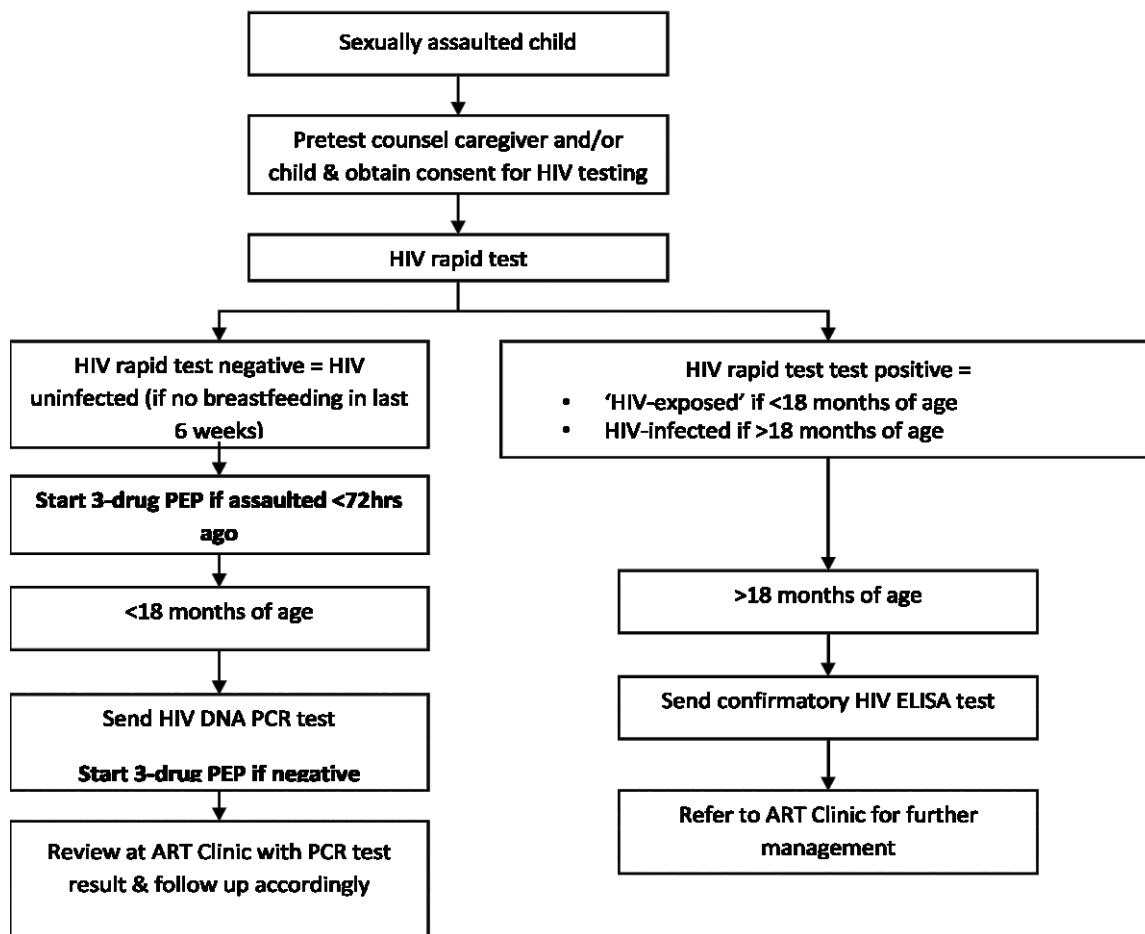 Sexually assaulted child
Pretest counsel caregiver and/or
child & obtain consent for HIV testing
HIV rapid test
HIV rapid test negative = HIV
uninfected (if no breastfeeding in last
6 weeks)
Start 3-drug PEP if assaulted <72hrs
ago
<18 months of age
Send HIV DNA PCR test
Start 3-drug PEP if negative
Review at ART Clinic with PCR test
result & follow up accordingly
HIV rapid test test positive =
• 'HIV-exposed' if <18 months of age
• HIV-infected if >18 months of age
>18 months of age
Send confirmatory HIV ELISA test
Refer to ART Clinic for further
management